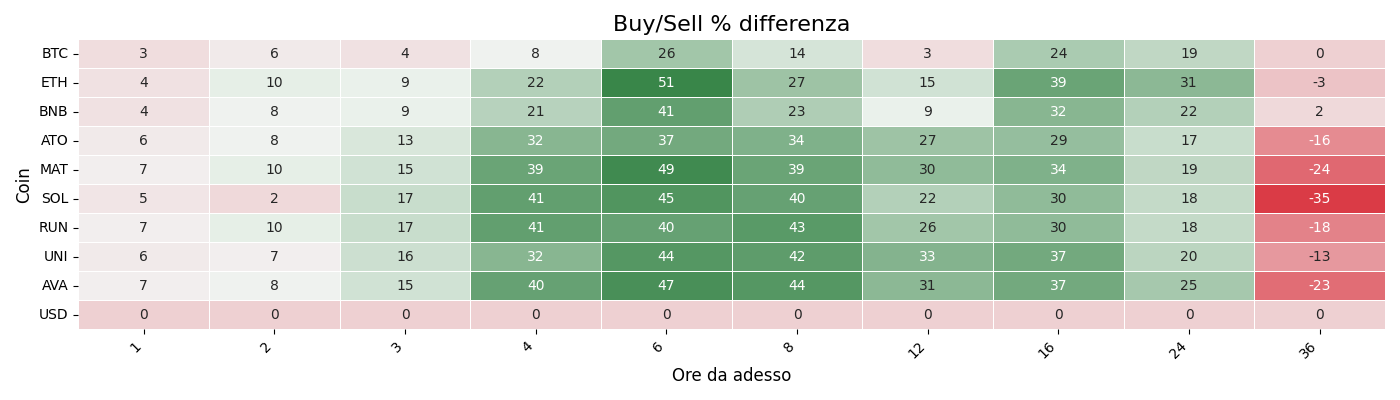 Buy/Sell % differenza
Coin
BTC 3 6 4 8 26 14 3 24 19 0
ETH 4 10 9 22 51 27 15 39 31 -3
BNB 4 8 9 21 41 23 9 32 22 2
ATO 6 8 13 32 37 34 27 29 17 -16
MAT 7 10 15 39 49 39 30 34 19 -24
SOL 5 2 17 41 45 40 22 30 18 -35
RUN 7 10 17 41 40 43 26 30 18 -18
UNI 6 7 16 32 44 42 33 37 20 -13
AVA 7 8 15 40 47 44 31 37 25 -23
USD 0 0 0 0 0 0 0 0 0 0
1 2 3 4 6 8 12 16 24 36
Ore da adesso